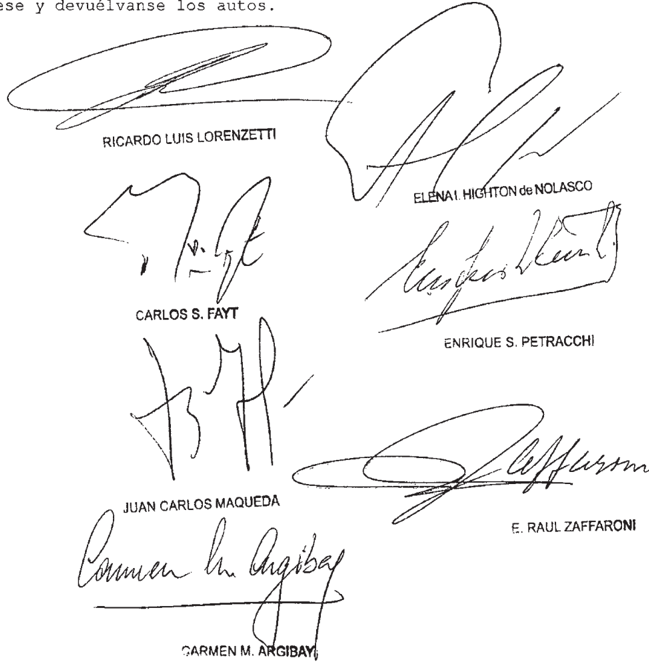 ese y devuélvanse los autos.
RICARDO LUIS LORENZETTI
ELENA I. HIGHTON de NOLASCO
CARLOS S. FAYT
ENRIQUE S. PETRACCHI
JUAN CARLOS MAQUEDA
Zaffaroni
E. RAUL ZAFFARONI
Carmen M. Argibay
CARMEN M. ARGIBAY